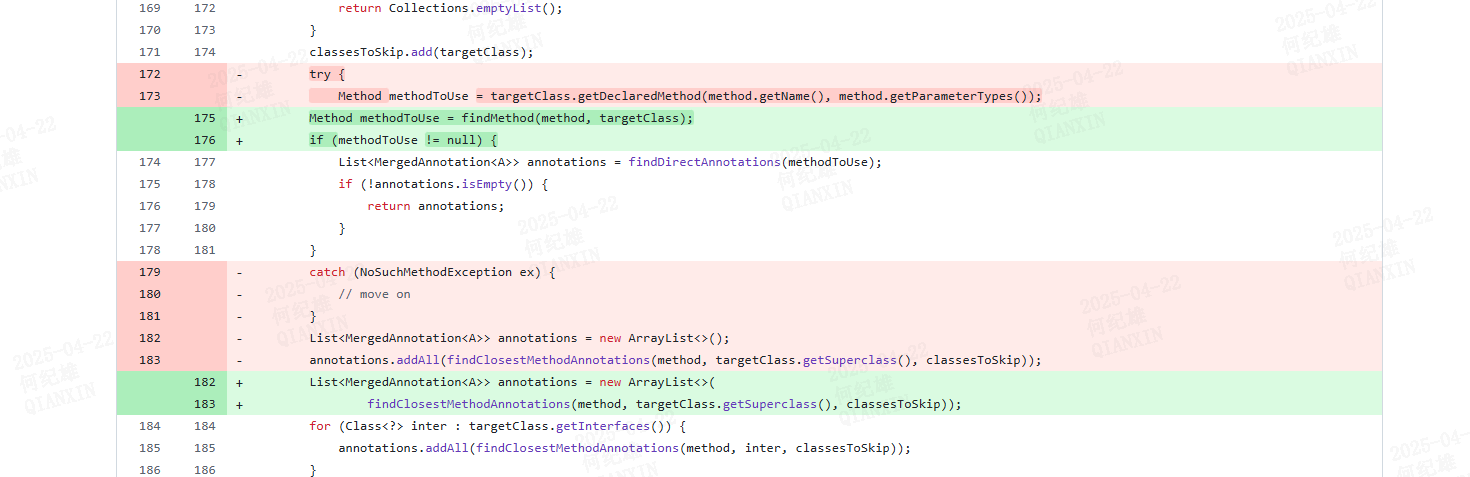 169 172 return Collections.emptyList();
170 173 }
171 174 classesToSkip.add(targetClass);
172 - try {
173 - Method methodToUse = targetClass.getDeclaredMethod(method.getName(), method.getParameterTypes());
175 + Method methodToUse = findMethod(method, targetClass);
176 + if (methodToUse != null) {
174 177 List<MergedAnnotation<A>> annotations = findDirectAnnotations(methodToUse);
175 178 if (!annotations.isEmpty()) {
176 179 return annotations;
177 180 }
178 181 }
179 - catch (NoSuchMethodException ex) {
180 - // move on
181 - }
182 - List<MergedAnnotation<A>> annotations = new ArrayList<>();
183 - annotations.addAll(findClosestMethodAnnotations(method, targetClass.getSuperclass(), classesToSkip));
182 + List<MergedAnnotation<A>> annotations = new ArrayList<>(
183 + findClosestMethodAnnotations(method, targetClass.getSuperclass(), classesToSkip));
184 184 for (Class<?> inter : targetClass.getInterfaces()) {
185 185 annotations.addAll(findClosestMethodAnnotations(method, inter, classesToSkip));
186 186 }
2025-04-22
何纪雄
QIANXIN